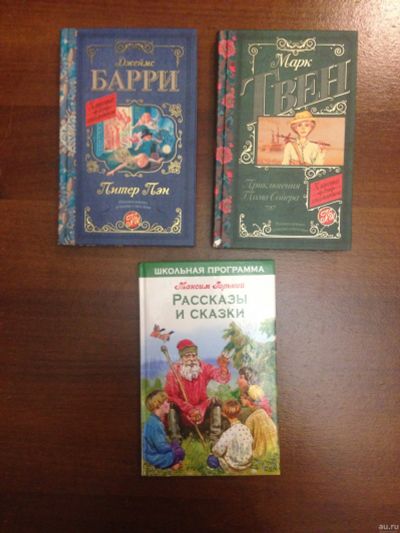 Джеймс
БАРРИ
Питер Пэн
Марк
ТВЕН
Приключения
Тома Сойера
ШКОЛЬНАЯ ПРОГРАММА
Максим Горький
РАССКАЗЫ
И СКАЗКИ
au.ru